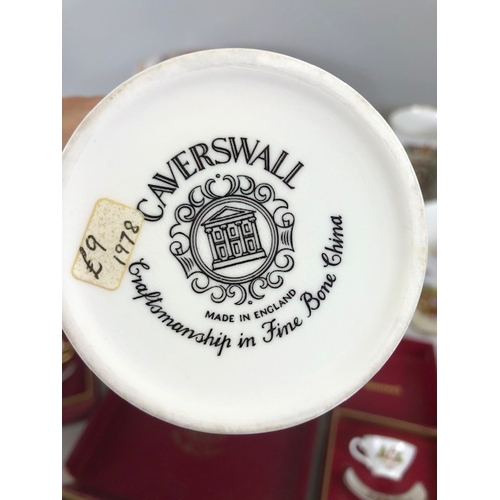 CAVERSWALL
MADE IN ENGLAND
Craftsmanship in Fine Bone China
£9
1978